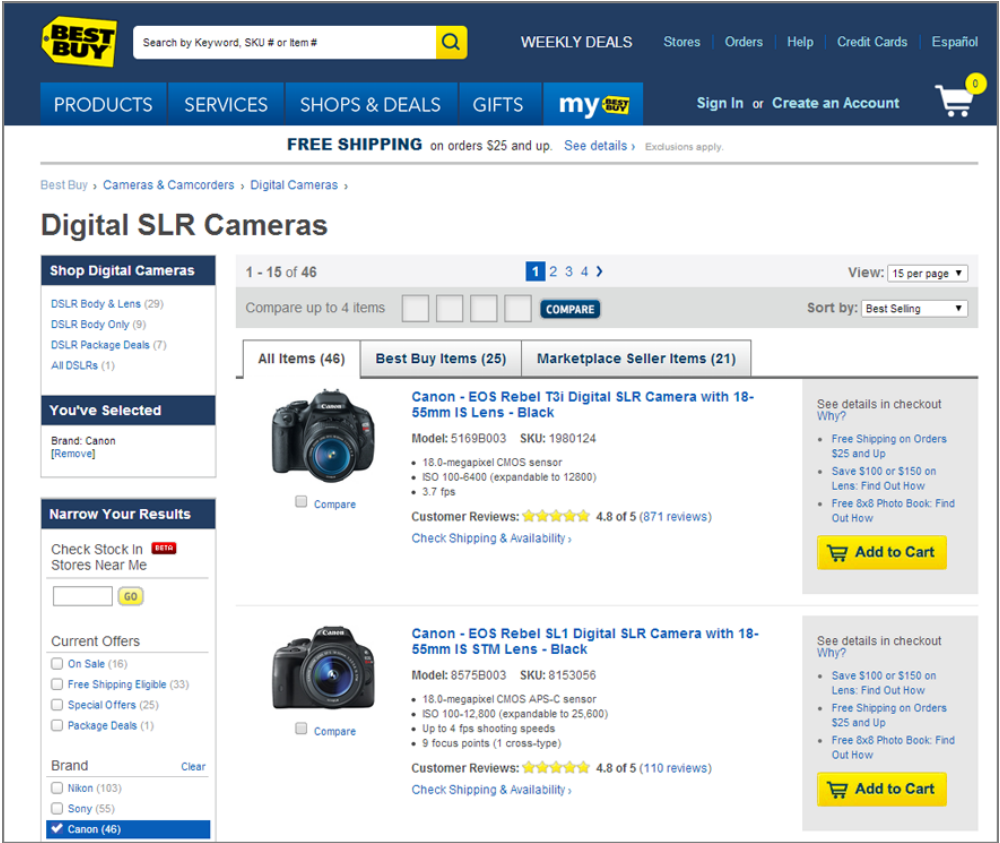 BEST BUY
Search by Keyword, SKU # or Item #
WEEKLY DEALS
Stores
Orders
Help
Credit Cards
Español
PRODUCTS
SERVICES
SHOPS & DEALS
GIFTS
my BEST BUY
Sign In or Create an Account
0
FREE SHIPPING on orders $25 and up. See details › Exclusions apply.
Best Buy › Cameras & Camcorders › Digital Cameras ›
Digital SLR Cameras
Shop Digital Cameras
DSLR Body & Lens (29)
DSLR Body Only (9)
DSLR Package Deals (7)
All DSLRs (1)
You've Selected
Brand: Canon
[Remove]
Narrow Your Results
Check Stock In BETA
Stores Near Me
GO
Current Offers
On Sale (16)
Free Shipping Eligible (33)
Special Offers (25)
Package Deals (1)
Brand Clear
Nikon (103)
Sony (55)
Canon (46)
1 - 15 of 46
1 2 3 4 ›
View: 15 per page
Compare up to 4 items
COMPARE
Sort by: Best Selling
All Items (46)
Best Buy Items (25)
Marketplace Seller Items (21)
Canon
Compare
Canon - EOS Rebel T3i Digital SLR Camera with 18-
55mm IS Lens - Black
Model: 5169B003 SKU: 1980124
• 18.0-megapixel CMOS sensor
• ISO 100-6400 (expandable to 12800)
• 3.7 fps
Customer Reviews: 4.8 of 5 (871 reviews)
Check Shipping & Availability ›
See details in checkout
Why?
• Free Shipping on Orders
$25 and Up
• Save $100 or $150 on
Lens: Find Out How
• Free 8x8 Photo Book: Find
Out How
Add to Cart
Canon
Compare
Canon - EOS Rebel SL1 Digital SLR Camera with 18-
55mm IS STM Lens - Black
Model: 8575B003 SKU: 8153056
• 18.0-megapixel CMOS APS-C sensor
• ISO 100-12,800 (expandable to 25,600)
• Up to 4 fps shooting speeds
• 9 focus points (1 cross-type)
Customer Reviews: 4.8 of 5 (110 reviews)
Check Shipping & Availability ›
See details in checkout
Why?
• Save $100 or $150 on
Lens: Find Out How
• Free Shipping on Orders
$25 and Up
• Free 8x8 Photo Book: Find
Out How
Add to Cart